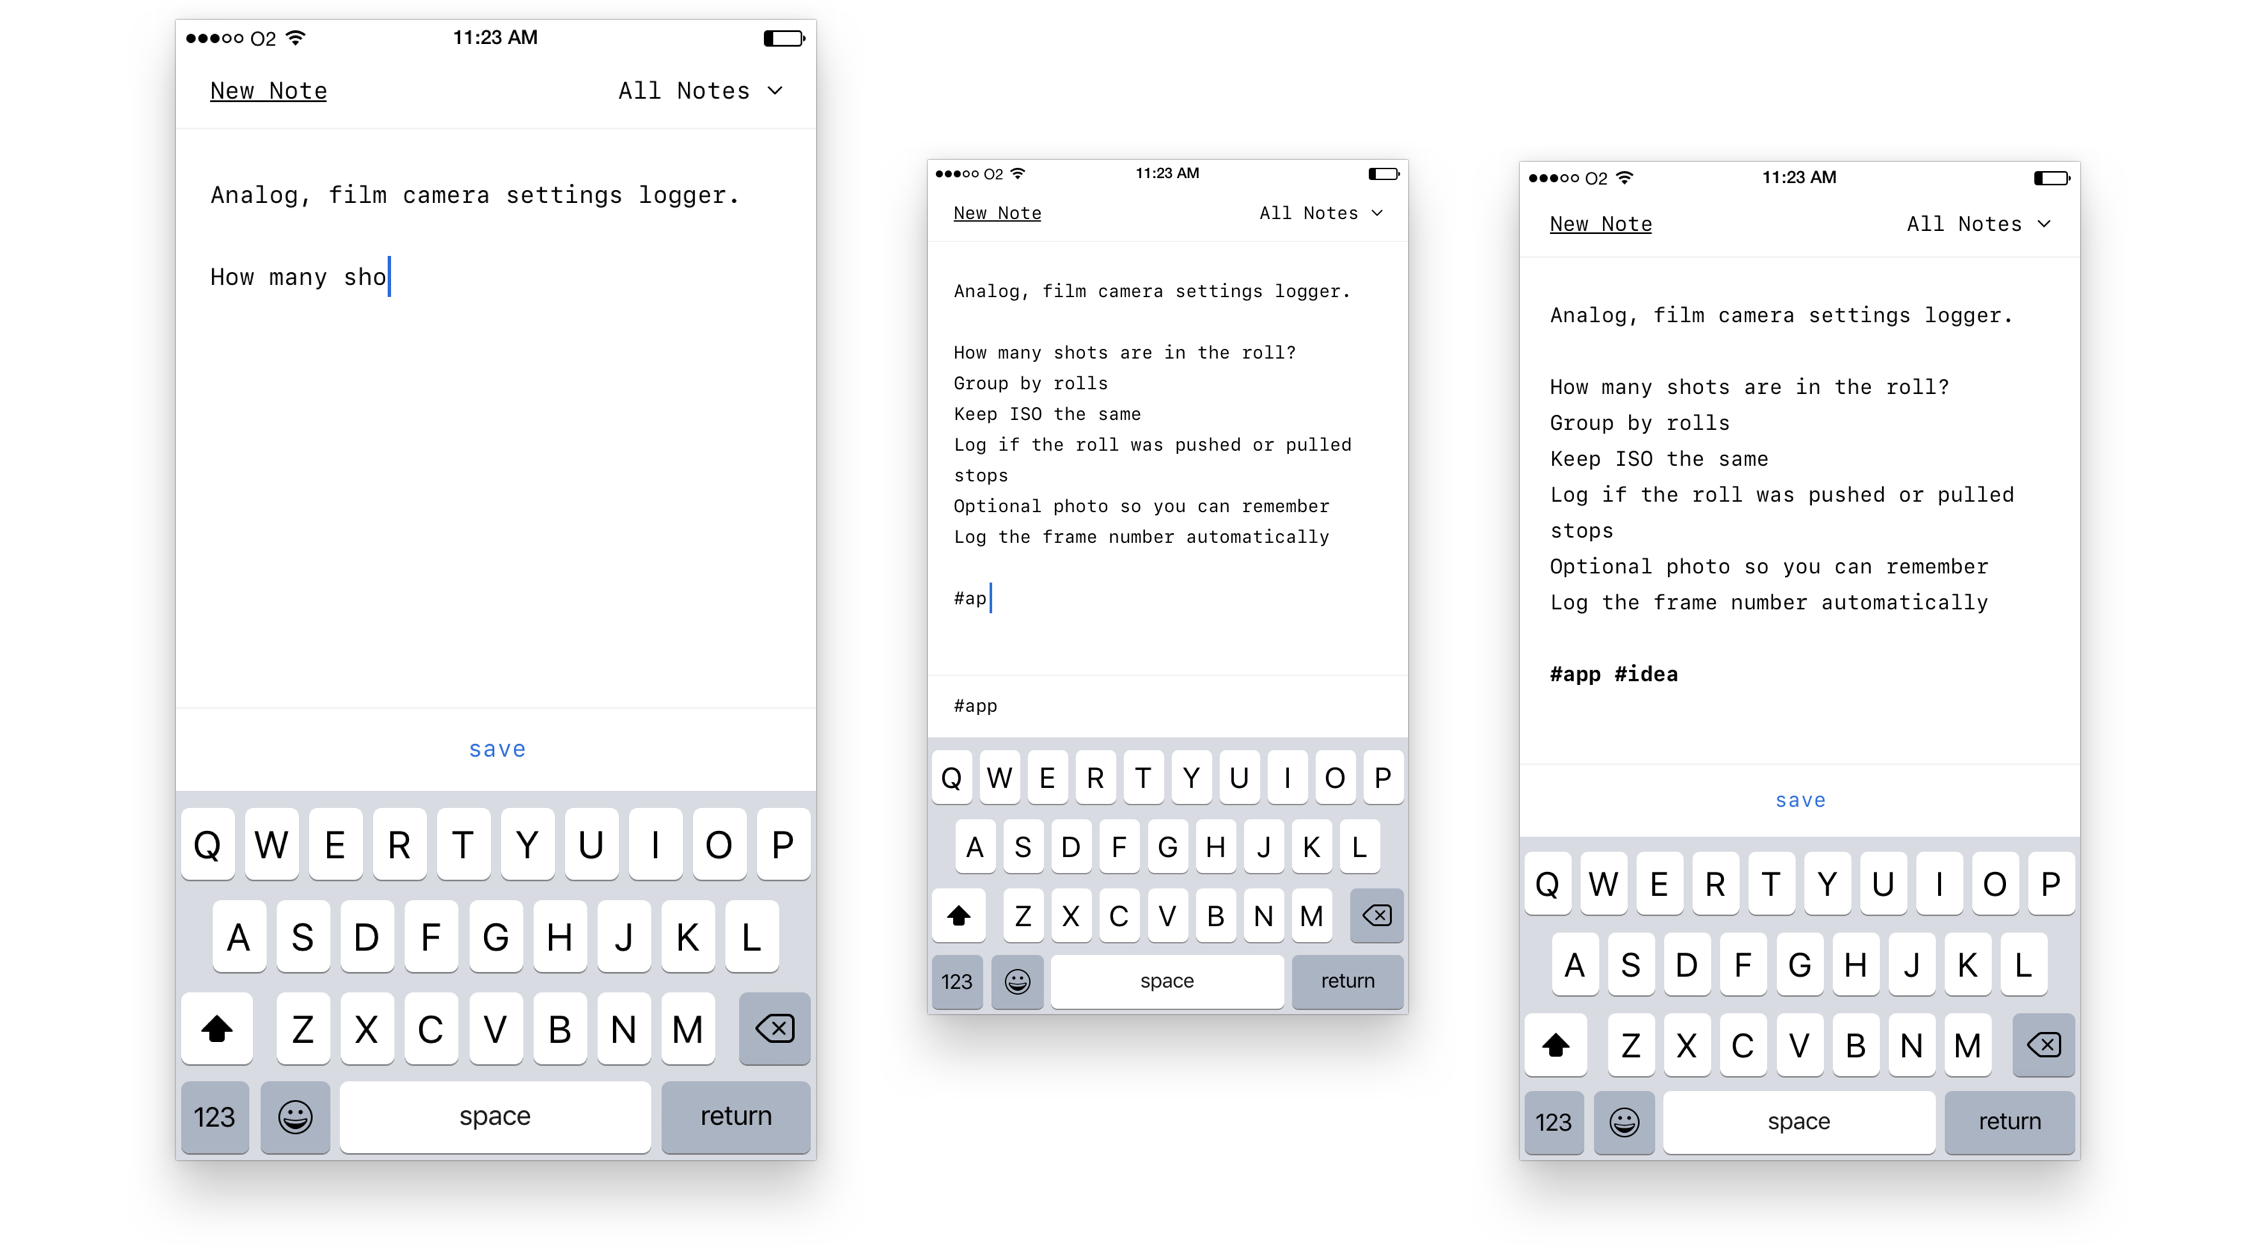 O2 11:23 AM
New Note All Notes
Analog, film camera settings logger.
How many sho
save
Q W E R T Y U I O P
A S D F G H J K L
Z X C V B N M
123 space return
O2 11:23 AM
New Note All Notes
Analog, film camera settings logger.
How many shots are in the roll?
Group by rolls
Keep ISO the same
Log if the roll was pushed or pulled
stops
Optional photo so you can remember
Log the frame number automatically
#ap
#app
Q W E R T Y U I O P
A S D F G H J K L
Z X C V B N M
123 space return
O2 11:23 AM
New Note All Notes
Analog, film camera settings logger.
How many shots are in the roll?
Group by rolls
Keep ISO the same
Log if the roll was pushed or pulled
stops
Optional photo so you can remember
Log the frame number automatically
#app #idea
save
Q W E R T Y U I O P
A S D F G H J K L
Z X C V B N M
123 space return